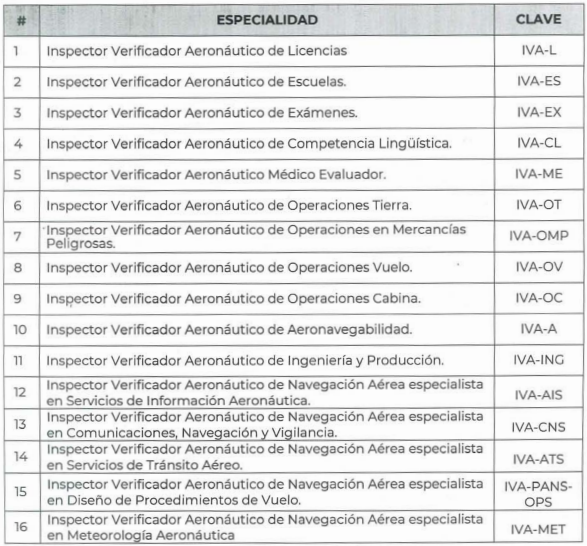 # ESPECIALIDAD CLAVE
1 Inspector Verificador Aeronáutico de Licencias IVA-L
2 Inspector Verificador Aeronáutico de Escuelas. IVA-ES
3 Inspector Verificador Aeronáutico de Exámenes. IVA-EX
4 Inspector Verificador Aeronáutico de Competencia Lingüística. IVA-CL
5 Inspector Verificador Aeronáutico Médico Evaluador. IVA-ME
6 Inspector Verificador Aeronáutico de Operaciones Tierra. IVA-OT
7 Inspector Verificador Aeronáutico de Operaciones en Mercancías
Peligrosas. IVA-OMP
8 Inspector Verificador Aeronáutico de Operaciones Vuelo. IVA-OV
9 Inspector Verificador Aeronáutico de Operaciones Cabina. IVA-OC
10 Inspector Verificador Aeronáutico de Aeronavegabilidad. IVA-A
11 Inspector Verificador Aeronáutico de Ingeniería y Producción. IVA-ING
12 Inspector Verificador Aeronáutico de Navegación Aérea especialista
en Servicios de Información Aeronáutica. IVA-AIS
13 Inspector Verificador Aeronáutico de Navegación Aérea especialista
en Comunicaciones, Navegación y Vigilancia. IVA-CNS
14 Inspector Verificador Aeronáutico de Navegación Aérea especialista
en Servicios de Tránsito Aéreo. IVA-ATS
15 Inspector Verificador Aeronáutico de Navegación Aérea especialista IVA-PANS-
en Diseño de Procedimientos de Vuelo. OPS
16 Inspector Verificador Aeronáutico de Navegación Aérea especialista
en Meteorología Aeronáutica IVA-MET